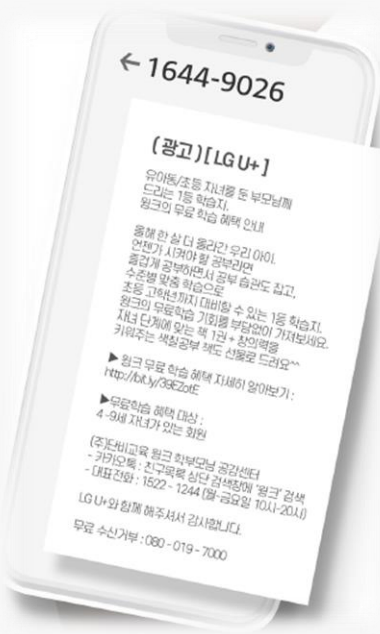 ← 1644-9026
(광고)[LG U+]
유아동/초등 자녀를 둔 부모님께
드리는 1등 학습지,
윙크의 무료 학습 혜택 안내
올해 한 살 더 올라간 우리 아이.
언젠가 시켜야 할 공부라면
즐겁게 공부하면서 공부 습관도 잡고,
수준별 맞춤 학습으로
초등 고학년까지 대비할 수 있는 1등 학습지.
윙크의 무료학습 기회를 부담없이 가져보세요.
자녀 단계에 맞는 책 1권 + 창의력을
키워주는 색칠공부 책도 선물로 드려요^^
▶ 윙크 무료 학습 혜택 자세히 알아보기 :
http://bit.ly/39EZotE
▶무료학습 혜택 대상 :
4-9세 자녀가 있는 회원
(주)단비교육 윙크 학부모님 공감센터
- 카카오톡 : 친구목록 상단 검색창에 '윙크' 검색
- 대표전화 : 1522 - 1244 (월-금요일 10시-20시)
LG U+와 함께 해주셔서 감사합니다.
무료 수신거부 : 080 - 019 - 7000